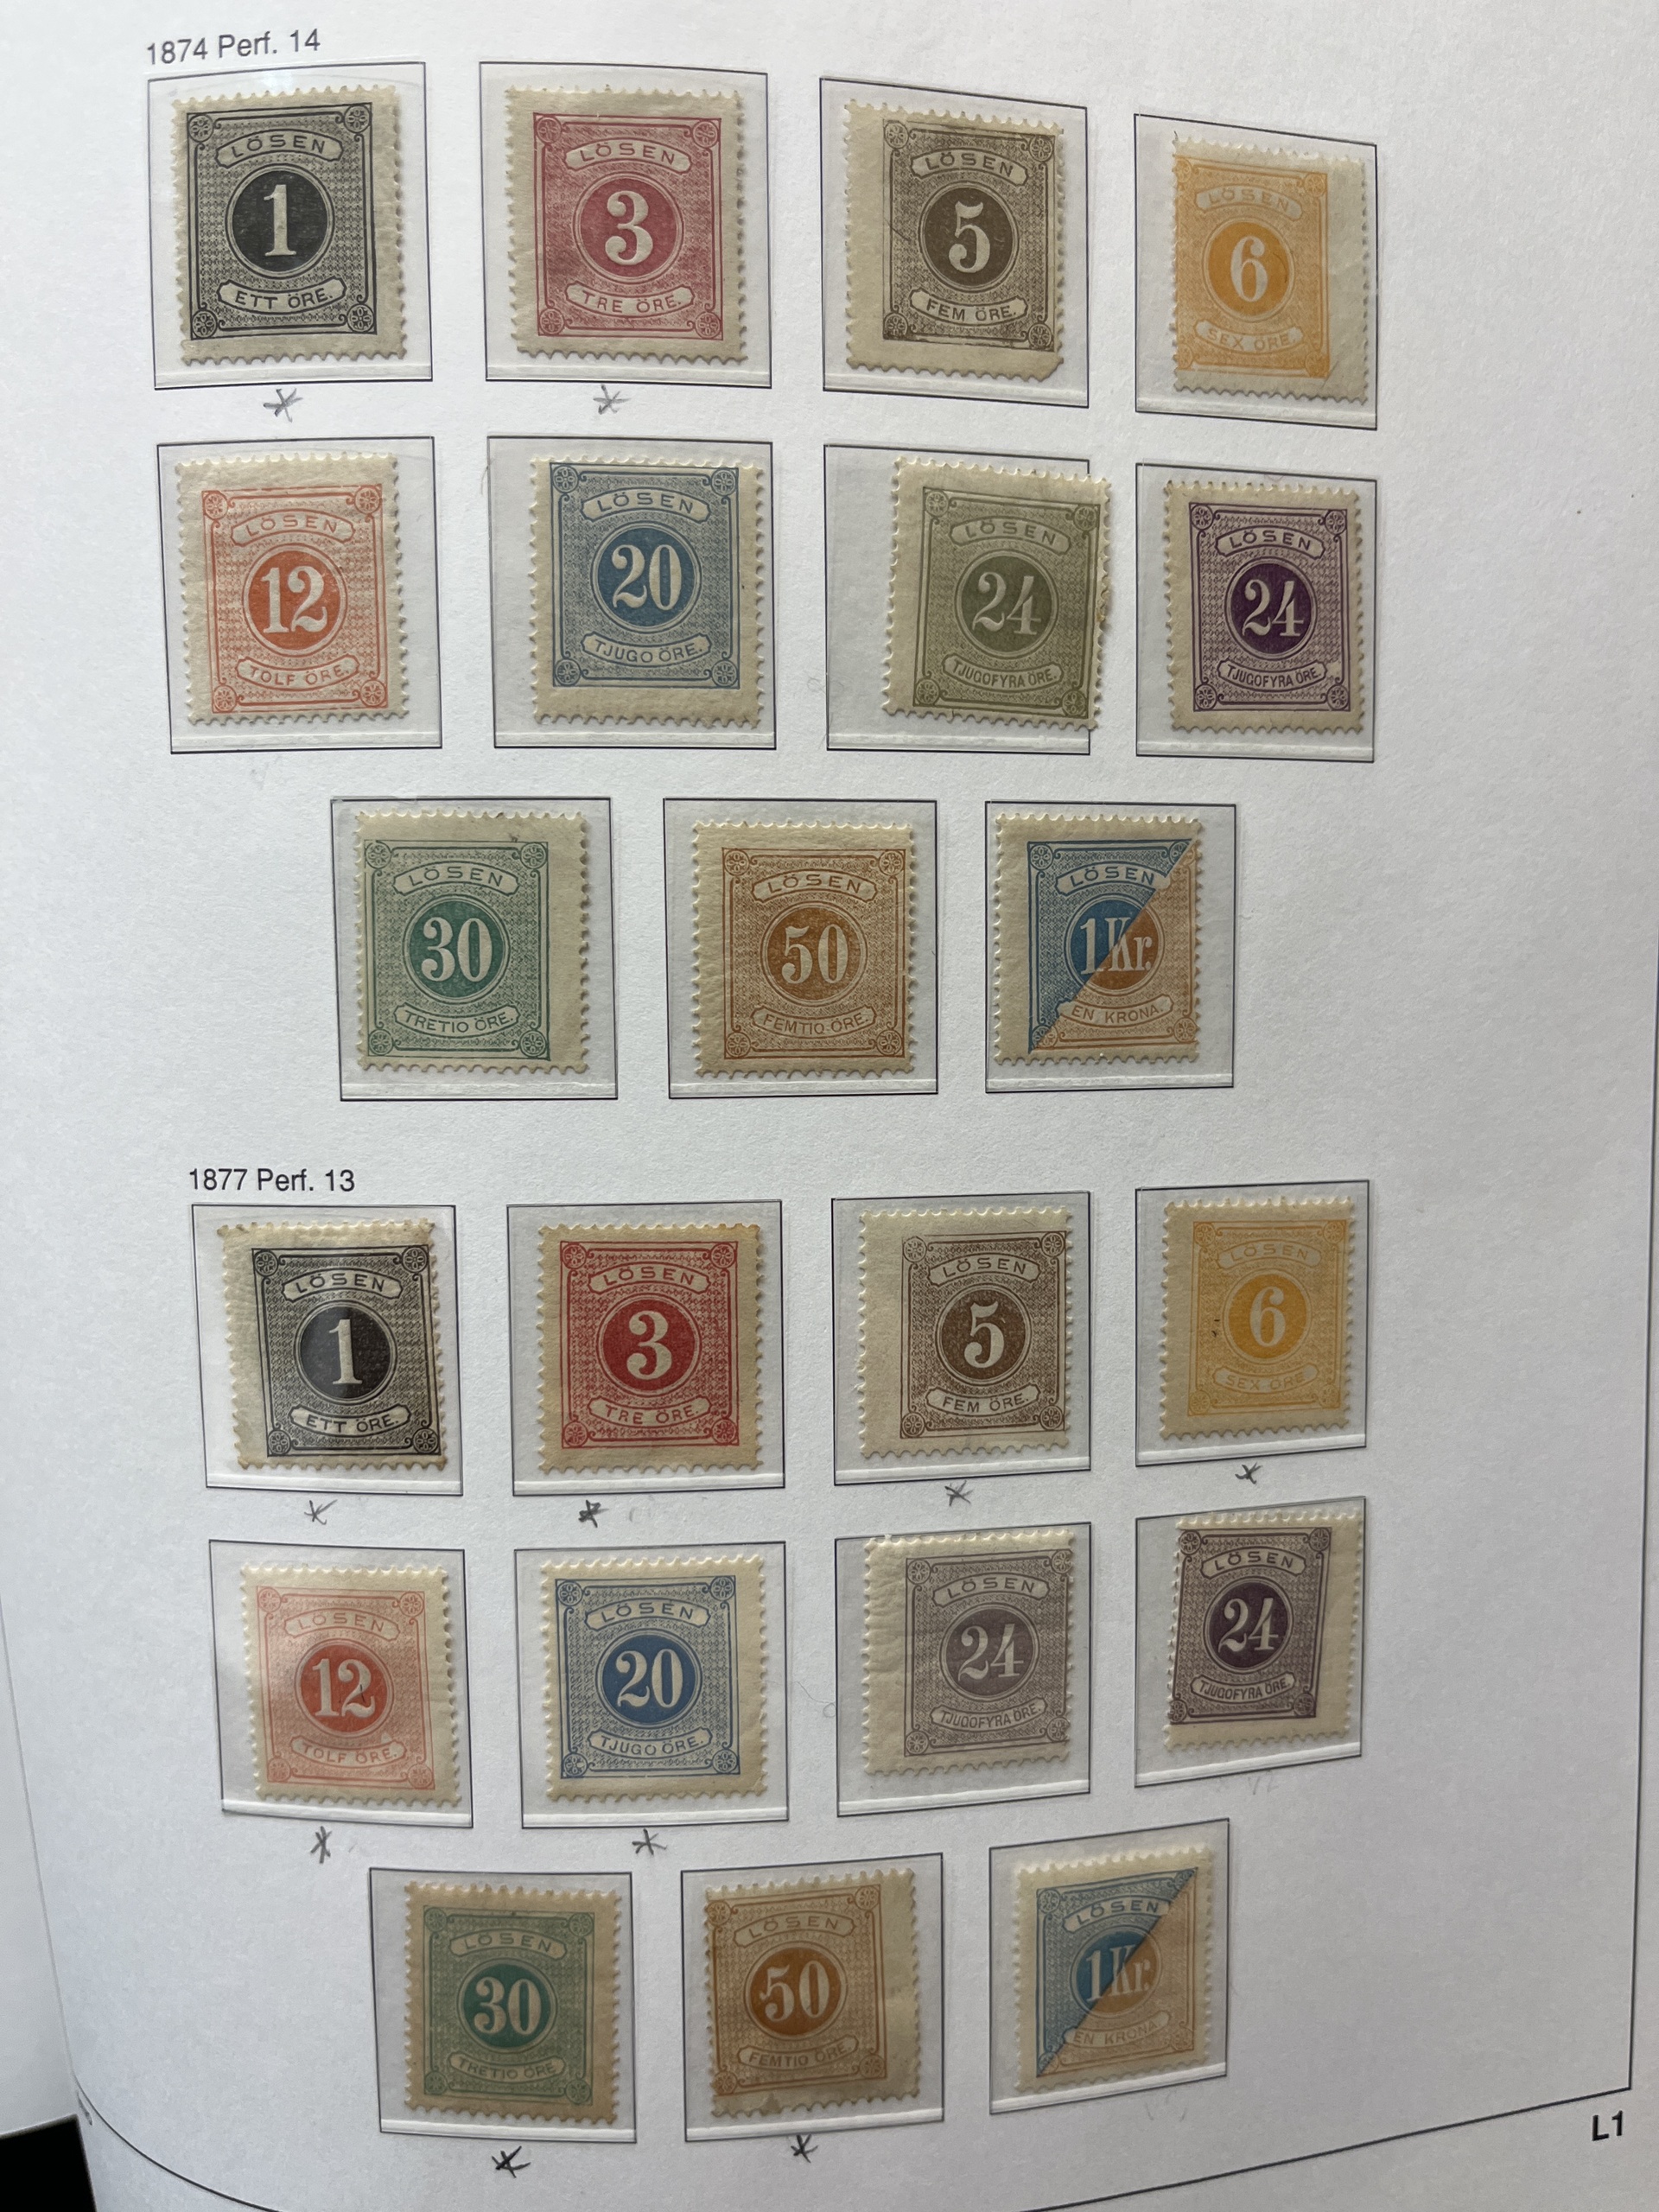 1874 Perf. 14
LÖSEN
1
ETT ÖRE.
LÖSEN
3
TRE ÖRE.
LÖSEN
5
FEM ÖRE.
LÖSEN
6
SEX ÖRE.
LÖSEN
12
TOLF ÖRE.
LÖSEN
20
TJUGO ÖRE.
LÖSEN
24
TJUGOFYRA ÖRE.
LÖSEN
24
TJUGOFYRA ÖRE.
LÖSEN
30
TRETIO ÖRE.
LÖSEN
50
FEMTIO ÖRE.
LÖSEN
1 Kr.
EN KRONA.
1877 Perf. 13
LÖSEN
1
ETT ÖRE.
LÖSEN
3
TRE ÖRE.
LÖSEN
5
FEM ÖRE.
LÖSEN
6
SEX ÖRE
LÖSEN
12
TOLF ÖRE.
LÖSEN
20
TJUGO ÖRE.
LÖSEN
24
TJUGOFYRA ÖRE.
LÖSEN
24
TJUGOFYRA ÖRE.
LÖSEN
30
TRETIO ÖRE.
LÖSEN
50
FEMTIO ÖRE.
LÖSEN
1 Kr.
EN KRONA.
L1